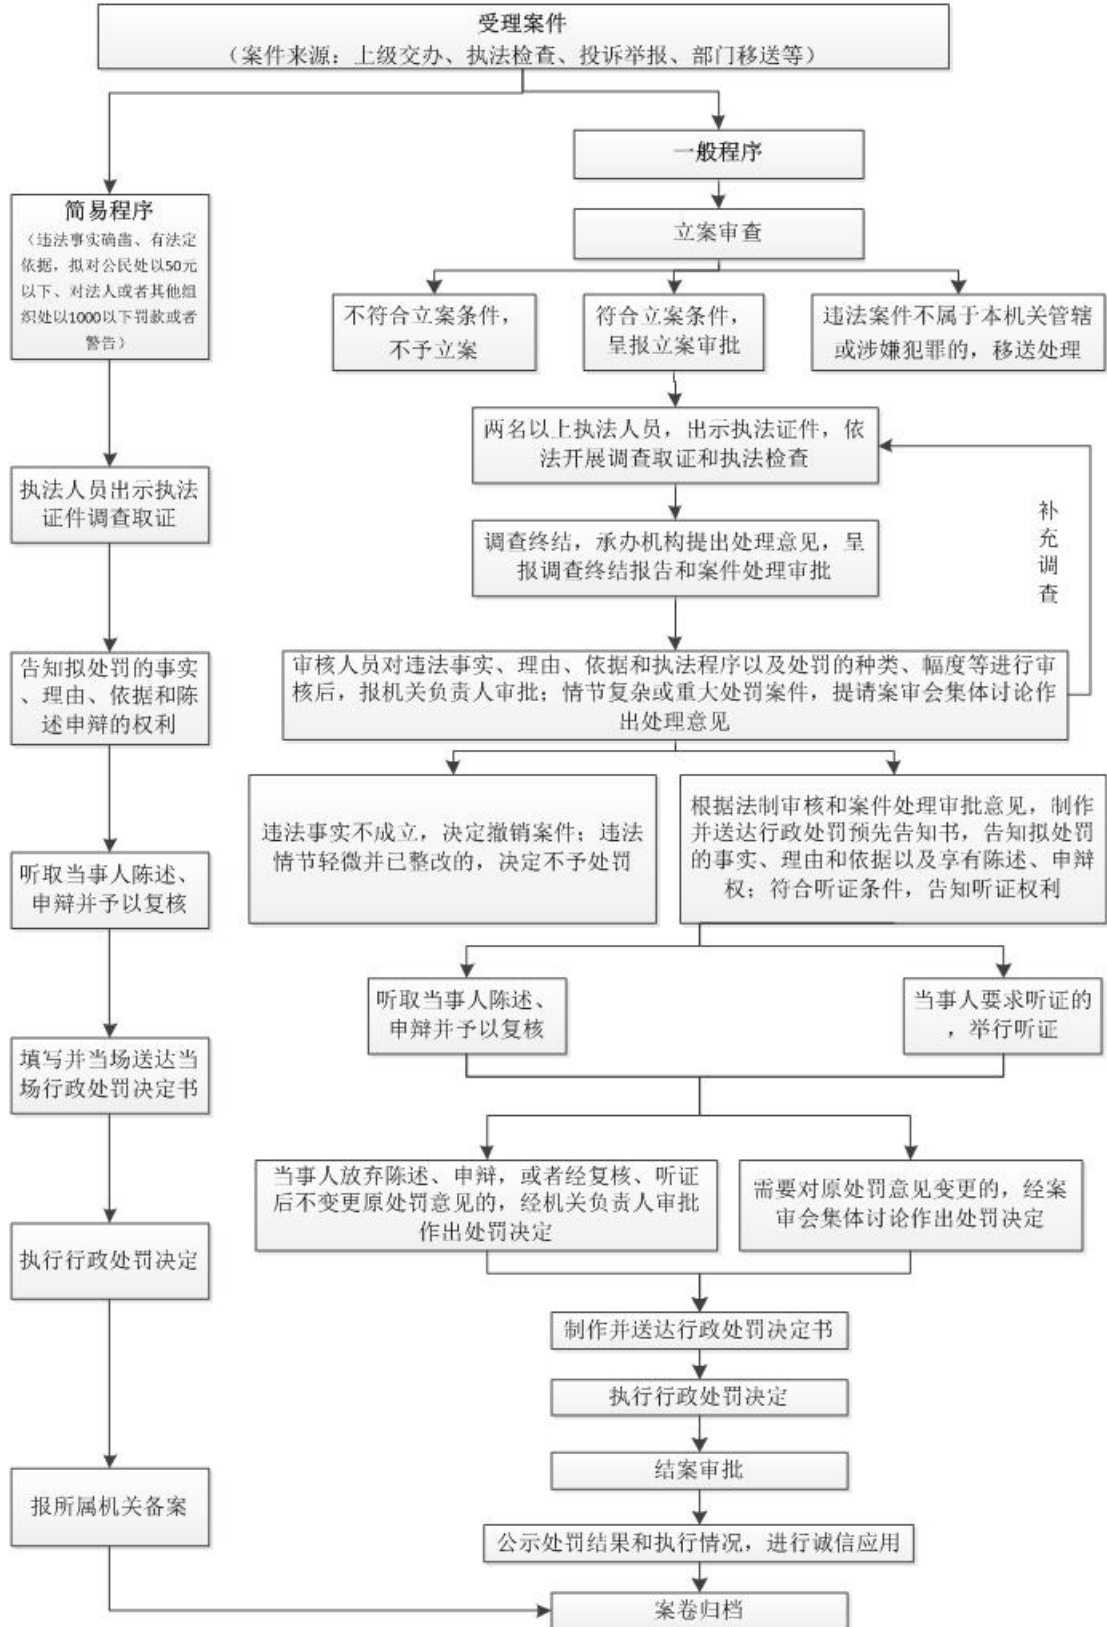 受理案件
（案件来源：上级交办、执法检查、投诉举报、部门移送等）
一般程序
简易程序
（违法事实确凿、有法定
依据，拟对公民处以50元
以下、对法人或者其他组
织处以1000以下罚款或者
警告）
立案审查
不符合立案条件，
不予立案
符合立案条件，
呈报立案审批
违法案件不属于本机关管辖
或涉嫌犯罪的，移送处理
两名以上执法人员，出示执法证件，依
法开展调查取证和执法检查
执法人员出示执法
证件调查取证
补
充
调
查
调查终结，承办机构提出处理意见，呈
报调查终结报告和案件处理审批
告知拟处罚的事实
、理由、依据和陈
述申辩的权利
审核人员对违法事实、理由、依据和执法程序以及处罚的种类、幅度等进行审
核后，报机关负责人审批；情节复杂或重大处罚案件，提请案审会集体讨论作
出处理意见
违法事实不成立，决定撤销案件；违法
情节轻微并已整改的，决定不予处罚
根据法制审核和案件处理审批意见，制作
并送达行政处罚预先告知书，告知拟处罚
的事实、理由和依据以及享有陈述、申辩
权；符合听证条件，告知听证权利
听取当事人陈述、
申辩并予以复核
听取当事人陈述、
申辩并予以复核
当事人要求听证的
，举行听证
填写并当场送达当
场行政处罚决定书
当事人放弃陈述、申辩，或者经复核、听证
后不变更原处罚意见的，经机关负责人审批
作出处罚决定
需要对原处罚意见变更的，经案
审会集体讨论作出处罚决定
执行行政处罚决定
制作并送达行政处罚决定书
执行行政处罚决定
结案审批
报所属机关备案
公示处罚结果和执行情况，进行诚信应用
案卷归档